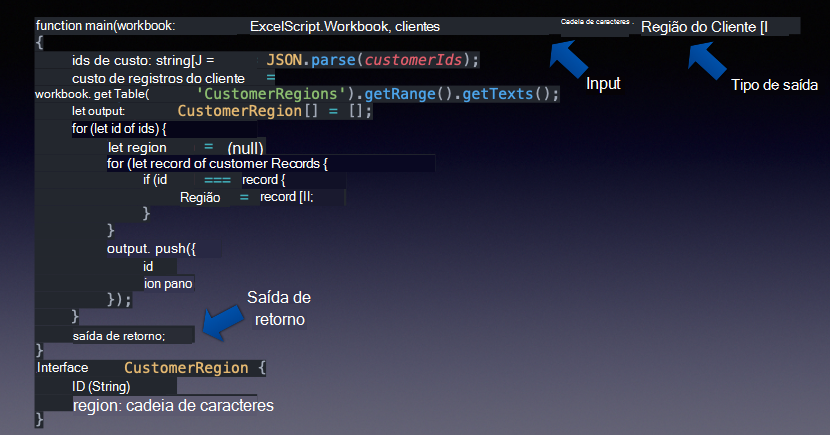 function main(workbook: ExcelScript.Workbook, clientes Cadeia de caracteres . Região do Cliente [I
{
ids de custo: string[J = JSON.parse(customerIds);
custo de registros do cliente =
workbook. get Table( 'CustomerRegions').getRange().getTexts();
let output: CustomerRegion[] = [];
for (let id of ids) {
let region = (null)
for (let record of customer Records {
if (id === record {
Região = record [II;
}
}
output. push({
id
ion pano
});
}
saída de retorno;
}
Interface CustomerRegion {
ID (String)
region: cadeia de caracteres
}
Input
Tipo de saída
Saída de
retorno